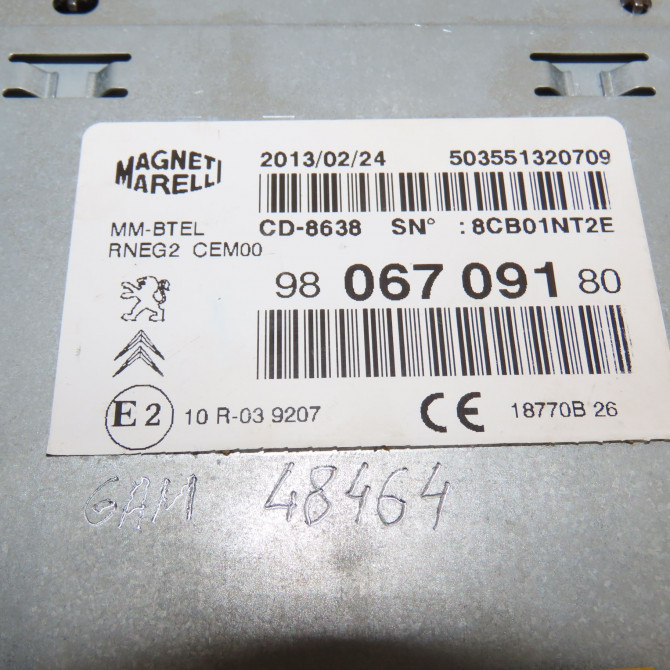 MAGNETI MARELLI
2013/02/24 503551320709
MM-BTEL CD-8638 SN° : 8CB01NT2E
RNEG2 CEM00
98 067 091 80
E2 10 R-03 9207 CE 18770B 26
GAM 48464